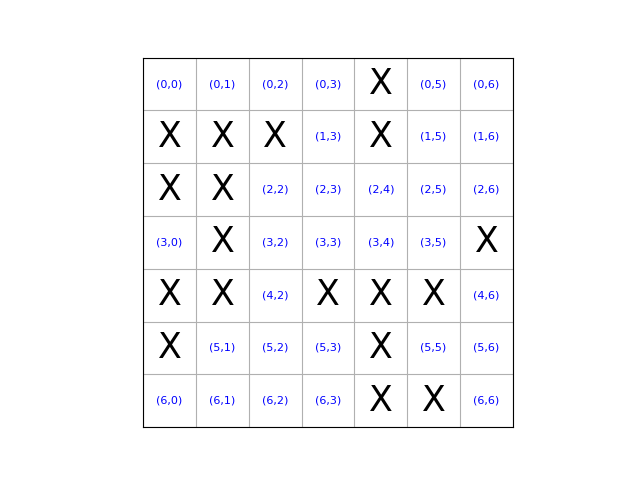 (0,0) (0,1) (0,2) (0,3) X (0,5) (0,6)
X X X (1,3) X (1,5) (1,6)
X X (2,2) (2,3) (2,4) (2,5) (2,6)
(3,0) X (3,2) (3,3) (3,4) (3,5) X
X X (4,2) X X X (4,6)
X (5,1) (5,2) (5,3) X (5,5) (5,6)
(6,0) (6,1) (6,2) (6,3) X X (6,6)